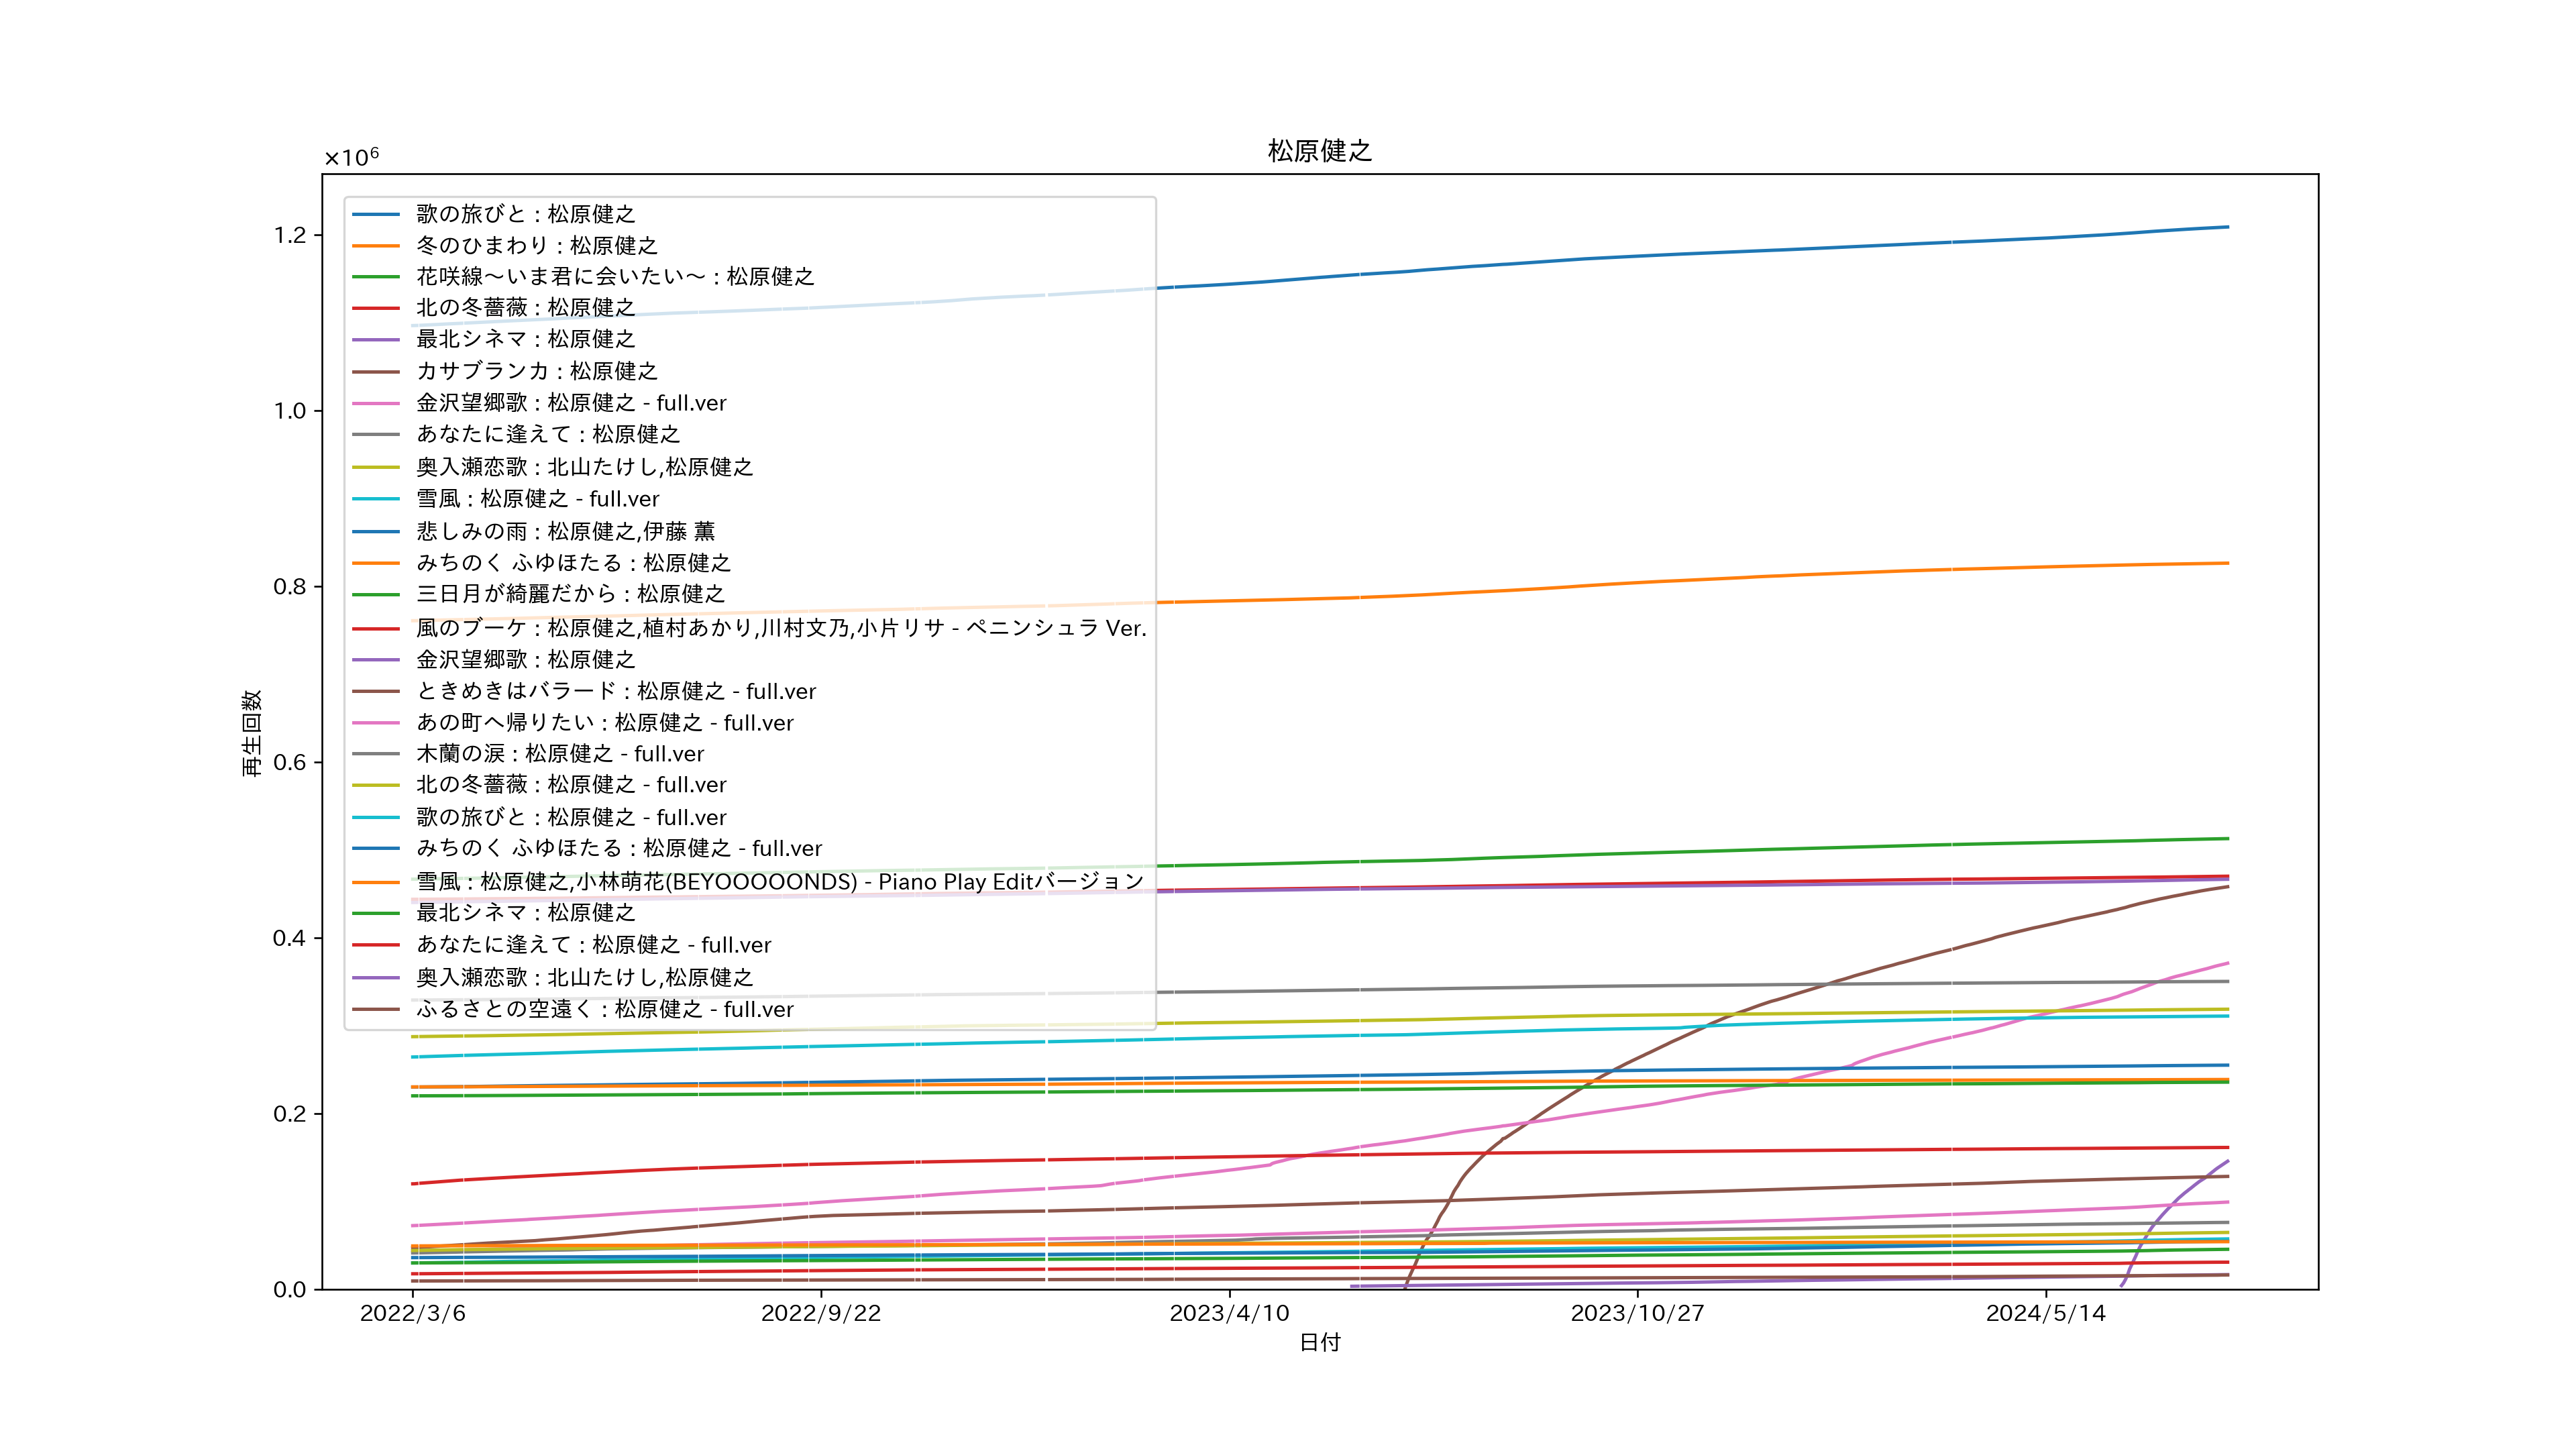 松原健之
×10⁶
1.2
1.0
0.8
0.6
0.4
0.2
0.0
再生回数
歌の旅びと : 松原健之
冬のひまわり : 松原健之
花咲線～いま君に会いたい～ : 松原健之
北の冬薔薇 : 松原健之
最北シネマ : 松原健之
カサブランカ : 松原健之
金沢望郷歌 : 松原健之 - full.ver
あなたに逢えて : 松原健之
奥入瀬恋歌 : 北山たけし,松原健之
雪風 : 松原健之 - full.ver
悲しみの雨 : 松原健之,伊藤 薫
みちのく ふゆほたる : 松原健之
三日月が綺麗だから : 松原健之
風のブーケ : 松原健之,植村あかり,川村文乃,小片リサ - ペニンシュラ Ver.
金沢望郷歌 : 松原健之
ときめきはバラード : 松原健之 - full.ver
あの町へ帰りたい : 松原健之 - full.ver
木蘭の涙 : 松原健之 - full.ver
北の冬薔薇 : 松原健之 - full.ver
歌の旅びと : 松原健之 - full.ver
みちのく ふゆほたる : 松原健之 - full.ver
雪風 : 松原健之,小林萌花(BEYOOOOONDS) - Piano Play Editバージョン
最北シネマ : 松原健之
あなたに逢えて : 松原健之 - full.ver
奥入瀬恋歌 : 北山たけし,松原健之
ふるさとの空遠く : 松原健之 - full.ver
2022/3/6
2022/9/22
2023/4/10
2023/10/27
2024/5/14
日付